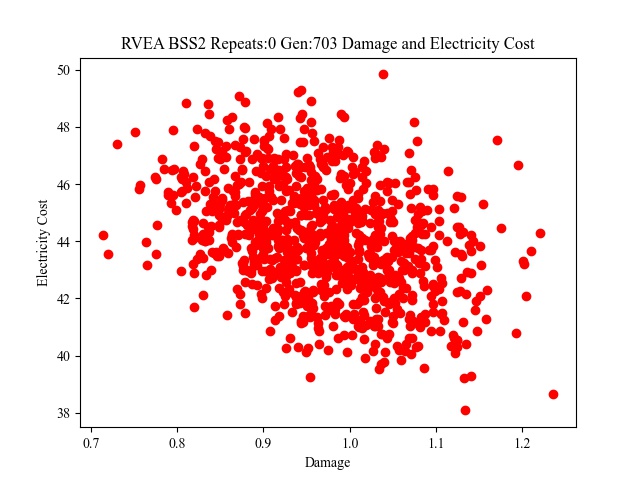 RVEA BSS2 Repeats:0 Gen:703 Damage and Electricity Cost
50
48
46
44
42
40
38
Electricity Cost
0.7 0.8 0.9 1.0 1.1 1.2
Damage